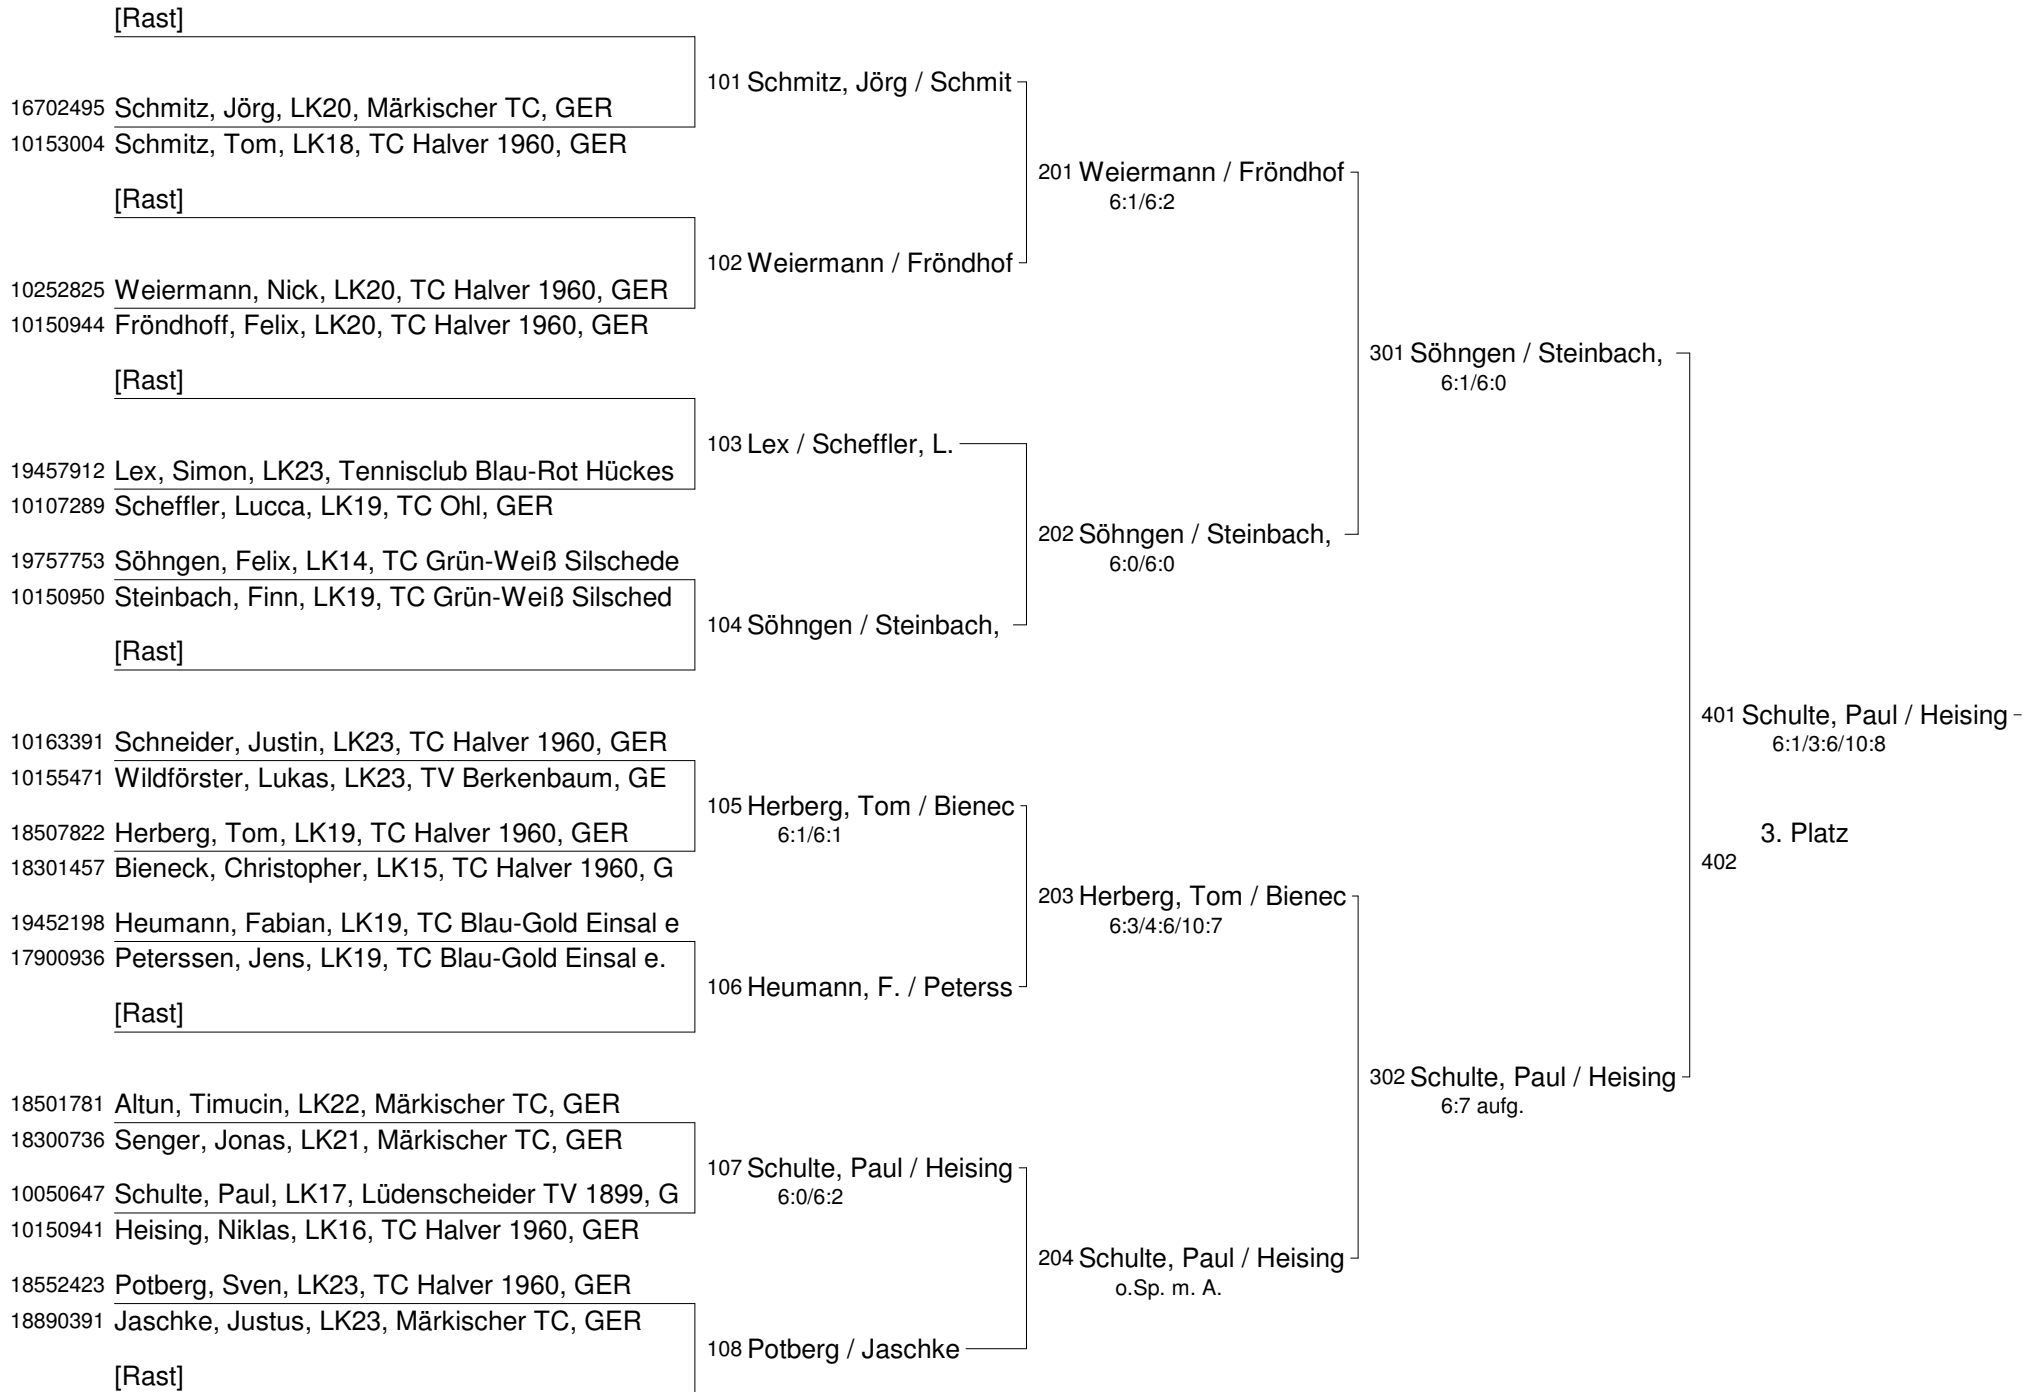 [Rast]
101 Schmitz, Jörg / Schmit
16702495 Schmitz, Jörg, LK20, Märkischer TC, GER
10153004 Schmitz, Tom, LK18, TC Halver 1960, GER
201 Weiermann / Fröndhof
6:1/6:2
[Rast]
102 Weiermann / Fröndhof
10252825 Weiermann, Nick, LK20, TC Halver 1960, GER
10150944 Fröndhoff, Felix, LK20, TC Halver 1960, GER
301 Söhngen / Steinbach,
6:1/6:0
[Rast]
103 Lex / Scheffler, L.
19457912 Lex, Simon, LK23, Tennisclub Blau-Rot Hückes
10107289 Scheffler, Lucca, LK19, TC Ohl, GER
202 Söhngen / Steinbach,
6:0/6:0
19757753 Söhngen, Felix, LK14, TC Grün-Weiß Silschede
10150950 Steinbach, Finn, LK19, TC Grün-Weiß Silsched
104 Söhngen / Steinbach,
[Rast]
401 Schulte, Paul / Heising
6:1/3:6/10:8
10163391 Schneider, Justin, LK23, TC Halver 1960, GER
10155471 Wildförster, Lukas, LK23, TV Berkenbaum, GE
105 Herberg, Tom / Bienec
6:1/6:1
3. Platz
402
18507822 Herberg, Tom, LK19, TC Halver 1960, GER
18301457 Bieneck, Christopher, LK15, TC Halver 1960, G
203 Herberg, Tom / Bienec
6:3/4:6/10:7
19452198 Heumann, Fabian, LK19, TC Blau-Gold Einsal e
17900936 Peterssen, Jens, LK19, TC Blau-Gold Einsal e.
106 Heumann, F. / Peterss
[Rast]
302 Schulte, Paul / Heising
6:7 aufg.
18501781 Altun, Timucin, LK22, Märkischer TC, GER
18300736 Senger, Jonas, LK21, Märkischer TC, GER
107 Schulte, Paul / Heising
6:0/6:2
10050647 Schulte, Paul, LK17, Lüdenscheider TV 1899, G
10150941 Heising, Niklas, LK16, TC Halver 1960, GER
204 Schulte, Paul / Heising
o.Sp. m. A.
18552423 Potberg, Sven, LK23, TC Halver 1960, GER
18890391 Jaschke, Justus, LK23, Märkischer TC, GER
108 Potberg / Jaschke
[Rast]